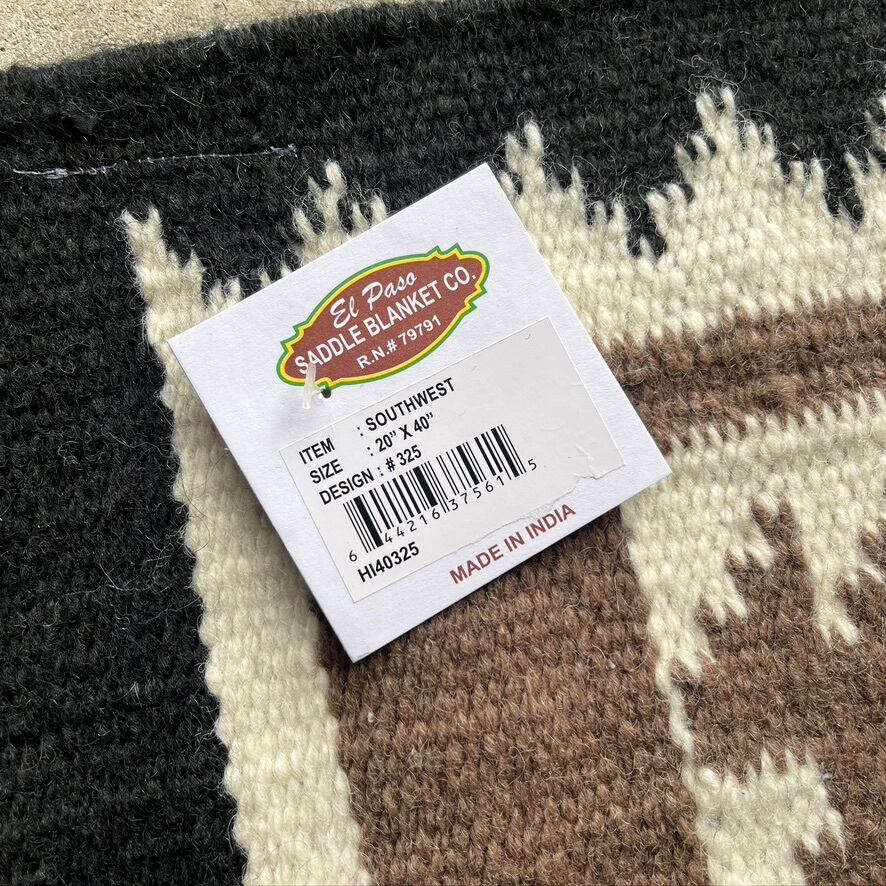 El Paso
SADDLE BLANKET CO.
R.N.# 79791
ITEM : SOUTHWEST
SIZE : 20" X 40"
DESIGN : # 325
6 44216 37561 5
HI40325
MADE IN INDIA